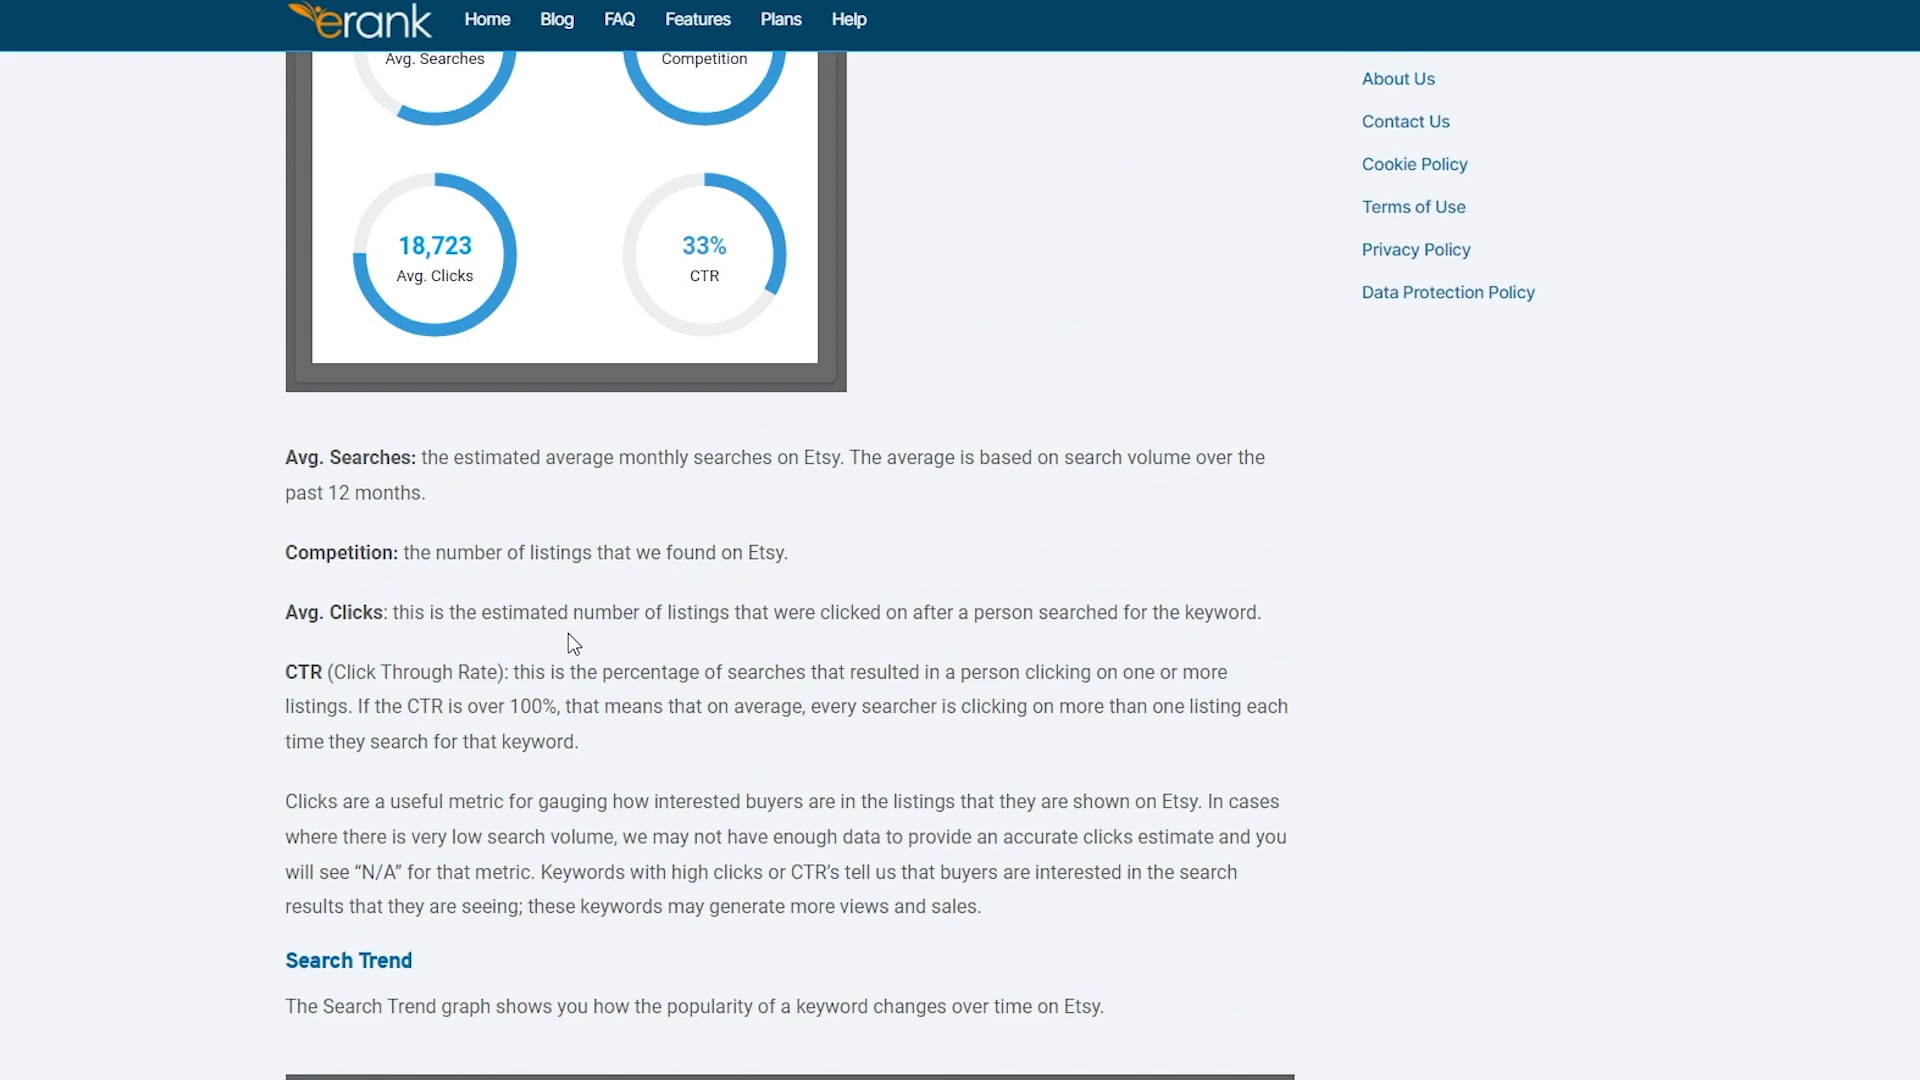 erank Home Blog FAQ Features Plans Help
Avg. Searches
Competition
18,723
Avg. Clicks
33%
CTR
Avg. Searches: the estimated average monthly searches on Etsy. The average is based on search volume over the
past 12 months.
Competition: the number of listings that we found on Etsy.
Avg. Clicks: this is the estimated number of listings that were clicked on after a person searched for the keyword.
CTR (Click Through Rate): this is the percentage of searches that resulted in a person clicking on one or more
listings. If the CTR is over 100%, that means that on average, every searcher is clicking on more than one listing each
time they search for that keyword.
Clicks are a useful metric for gauging how interested buyers are in the listings that they are shown on Etsy. In cases
where there is very low search volume, we may not have enough data to provide an accurate clicks estimate and you
will see “N/A” for that metric. Keywords with high clicks or CTR’s tell us that buyers are interested in the search
results that they are seeing; these keywords may generate more views and sales.
Search Trend
The Search Trend graph shows you how the popularity of a keyword changes over time on Etsy.
About Us
Contact Us
Cookie Policy
Terms of Use
Privacy Policy
Data Protection Policy